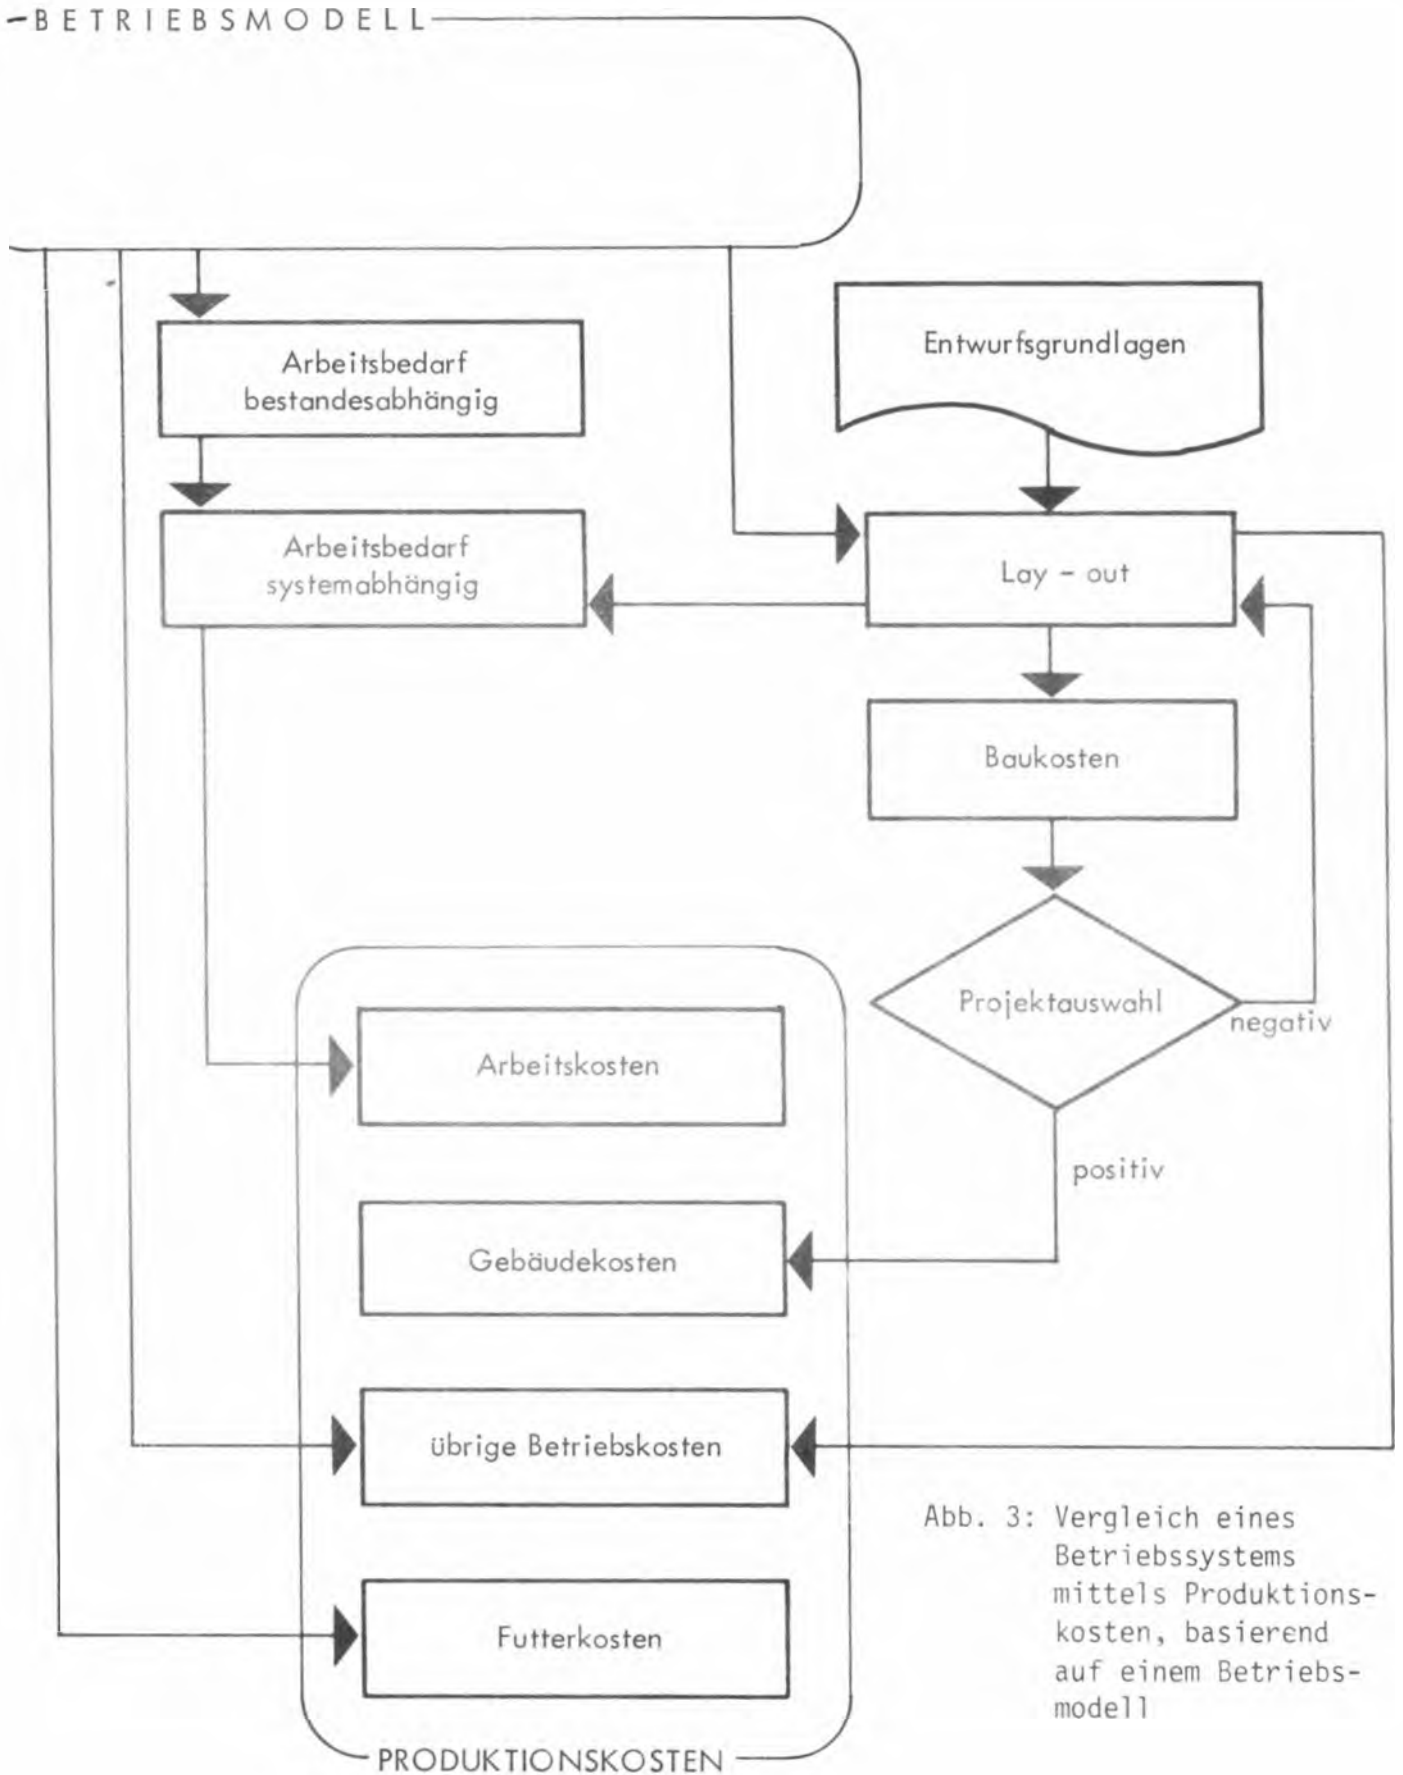 BETRIEBSMODELL
Arbeitsbedarf
bestandesabhängig
Entwurfsgrundlagen
Arbeitsbedarf
systemabhängig
Lay - out
Baukosten
Projektauswahl
negativ
positiv
Arbeitskosten
Gebäudekosten
übrige Betriebskosten
Futterkosten
PRODUKTIONSKOSTEN
Abb. 3: Vergleich eines
Betriebssystems
mittels Produktions-
kosten, basierend
auf einem Betriebs-
modell